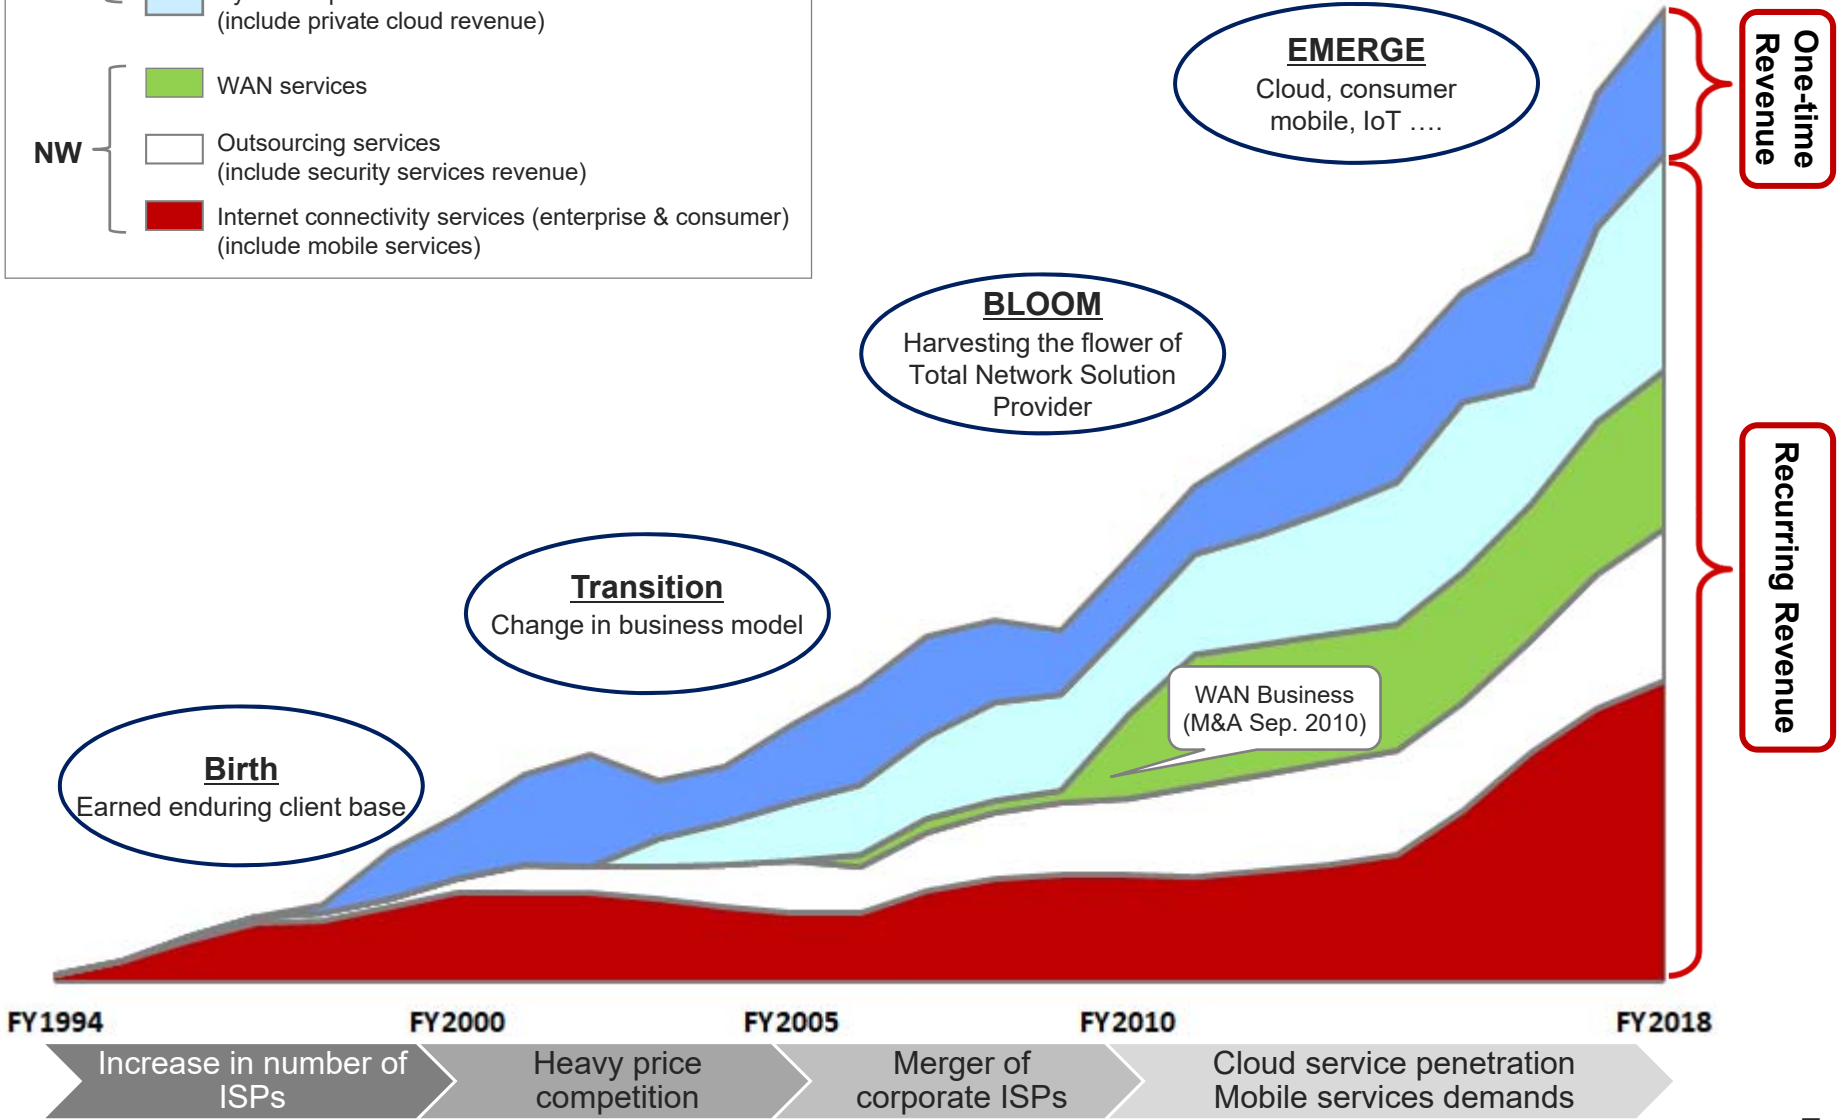 (include private cloud revenue)
WAN services
NW
Outsourcing services
(include security services revenue)
Internet connectivity services (enterprise & consumer)
(include mobile services)
EMERGE
Cloud, consumer
mobile, IoT ….
One-time
Revenue
BLOOM
Harvesting the flower of
Total Network Solution
Provider
Transition
Change in business model
WAN Business
(M&A Sep. 2010)
Recurring Revenue
Birth
Earned enduring client base
FY1994
FY2000
FY2005
FY2010
FY2018
Increase in number of
ISPs
Heavy price
competition
Merger of
corporate ISPs
Cloud service penetration
Mobile services demands